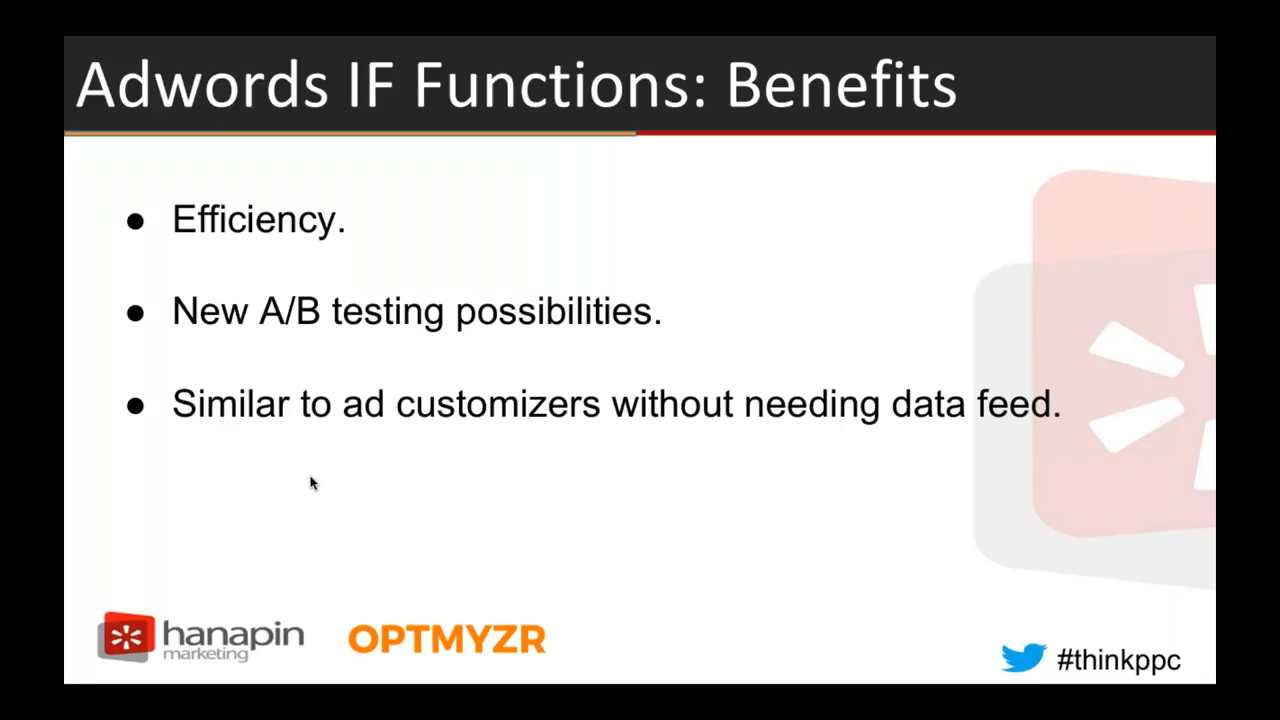 Adwords IF Functions: Benefits
● Efficiency.
● New A/B testing possibilities.
● Similar to ad customizers without needing data feed.
hanapin
marketing
OPTMYZR
#thinkppc